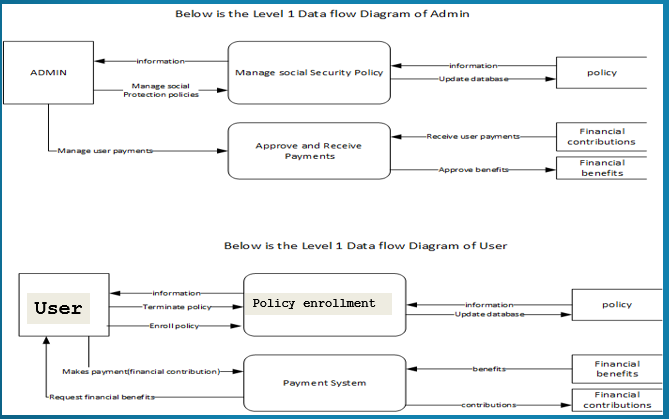 Below is the Level 1 Data flow Diagram of Admin
ADMIN
information
Manage social
Protection policies
Manage social Security Policy
information
Update database
policy
Manage user payments
Approve and Receive
Payments
Receive user payments
Approve benefits
Financial
contributions
Financial
benefits
Below is the Level 1 Data flow Diagram of User
User
information
Terminate policy
Enroll policy
Policy enrollment
information
Update database
policy
Makes payment(financial contribution)
Request financial benefits
Payment System
benefits
contributions
Financial
benefits
Financial
contributions